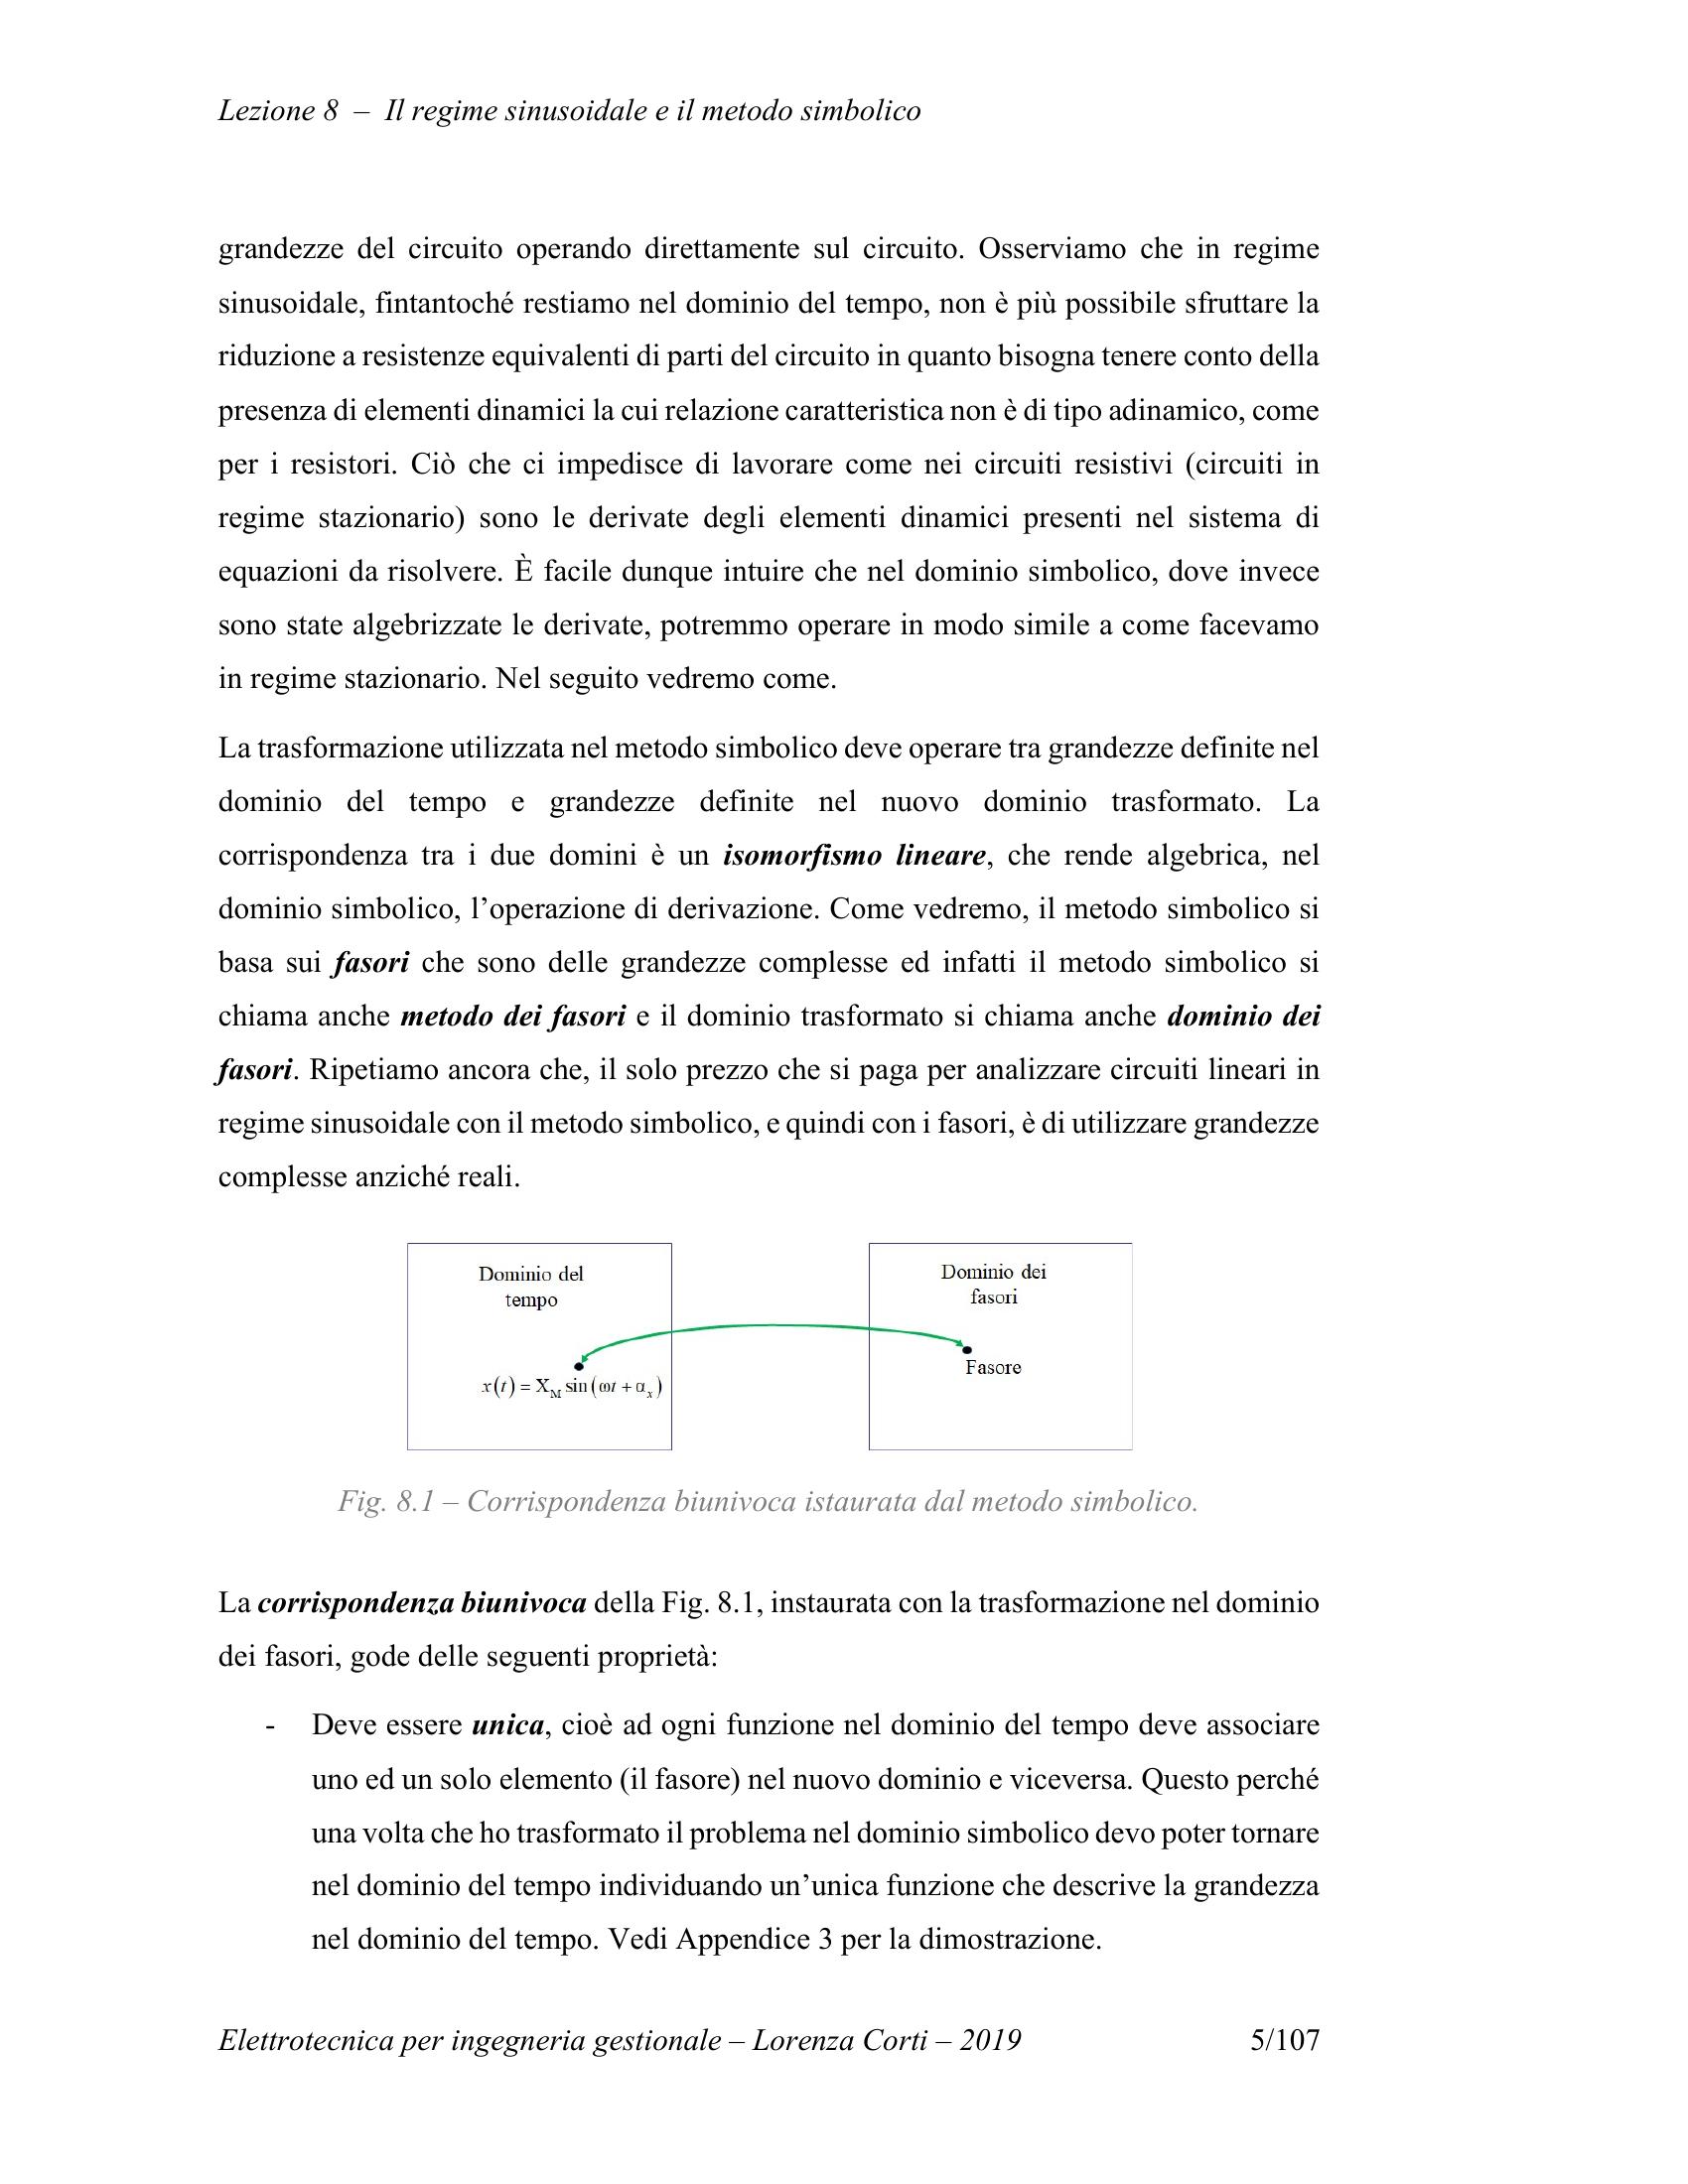 Lezione 8 – Il regime sinusoidale e il metodo simbolico
grandezze del circuito operando direttamente sul circuito. Osserviamo che in regime
sinusoidale, fintantoché restiamo nel dominio del tempo, non è più possibile sfruttare la
riduzione a resistenze equivalenti di parti del circuito in quanto bisogna tenere conto della
presenza di elementi dinamici la cui relazione caratteristica non è di tipo adinamico, come
per i resistori. Ciò che ci impedisce di lavorare come nei circuiti resistivi (circuiti in
regime stazionario) sono le derivate degli elementi dinamici presenti nel sistema di
equazioni da risolvere. È facile dunque intuire che nel dominio simbolico, dove invece
sono state algebrizzate le derivate, potremmo operare in modo simile a come facevamo
in regime stazionario. Nel seguito vedremo come.
La trasformazione utilizzata nel metodo simbolico deve operare tra grandezze definite nel
dominio del tempo e grandezze definite nel nuovo dominio trasformato. La
corrispondenza tra i due domini è un isomorfismo lineare, che rende algebrica, nel
dominio simbolico, l’operazione di derivazione. Come vedremo, il metodo simbolico si
basa sui fasori che sono delle grandezze complesse ed infatti il metodo simbolico si
chiama anche metodo dei fasori e il dominio trasformato si chiama anche dominio dei
fasori. Ripetiamo ancora che, il solo prezzo che si paga per analizzare circuiti lineari in
regime sinusoidale con il metodo simbolico, e quindi con i fasori, è di utilizzare grandezze
complesse anziché reali.
Dominio del
tempo
x(t) = X_M sin(ωt + α_x)
Dominio dei
fasori
Fasore
Fig. 8.1 – Corrispondenza biunivoca istaurata dal metodo simbolico.
La corrispondenza biunivoca della Fig. 8.1, instaurata con la trasformazione nel dominio
dei fasori, gode delle seguenti proprietà:
- Deve essere unica, cioè ad ogni funzione nel dominio del tempo deve associare
uno ed un solo elemento (il fasore) nel nuovo dominio e viceversa. Questo perché
una volta che ho trasformato il problema nel dominio simbolico devo poter tornare
nel dominio del tempo individuando un’unica funzione che descrive la grandezza
nel dominio del tempo. Vedi Appendice 3 per la dimostrazione.
Elettrotecnica per ingegneria gestionale – Lorenza Corti – 2019 5/107